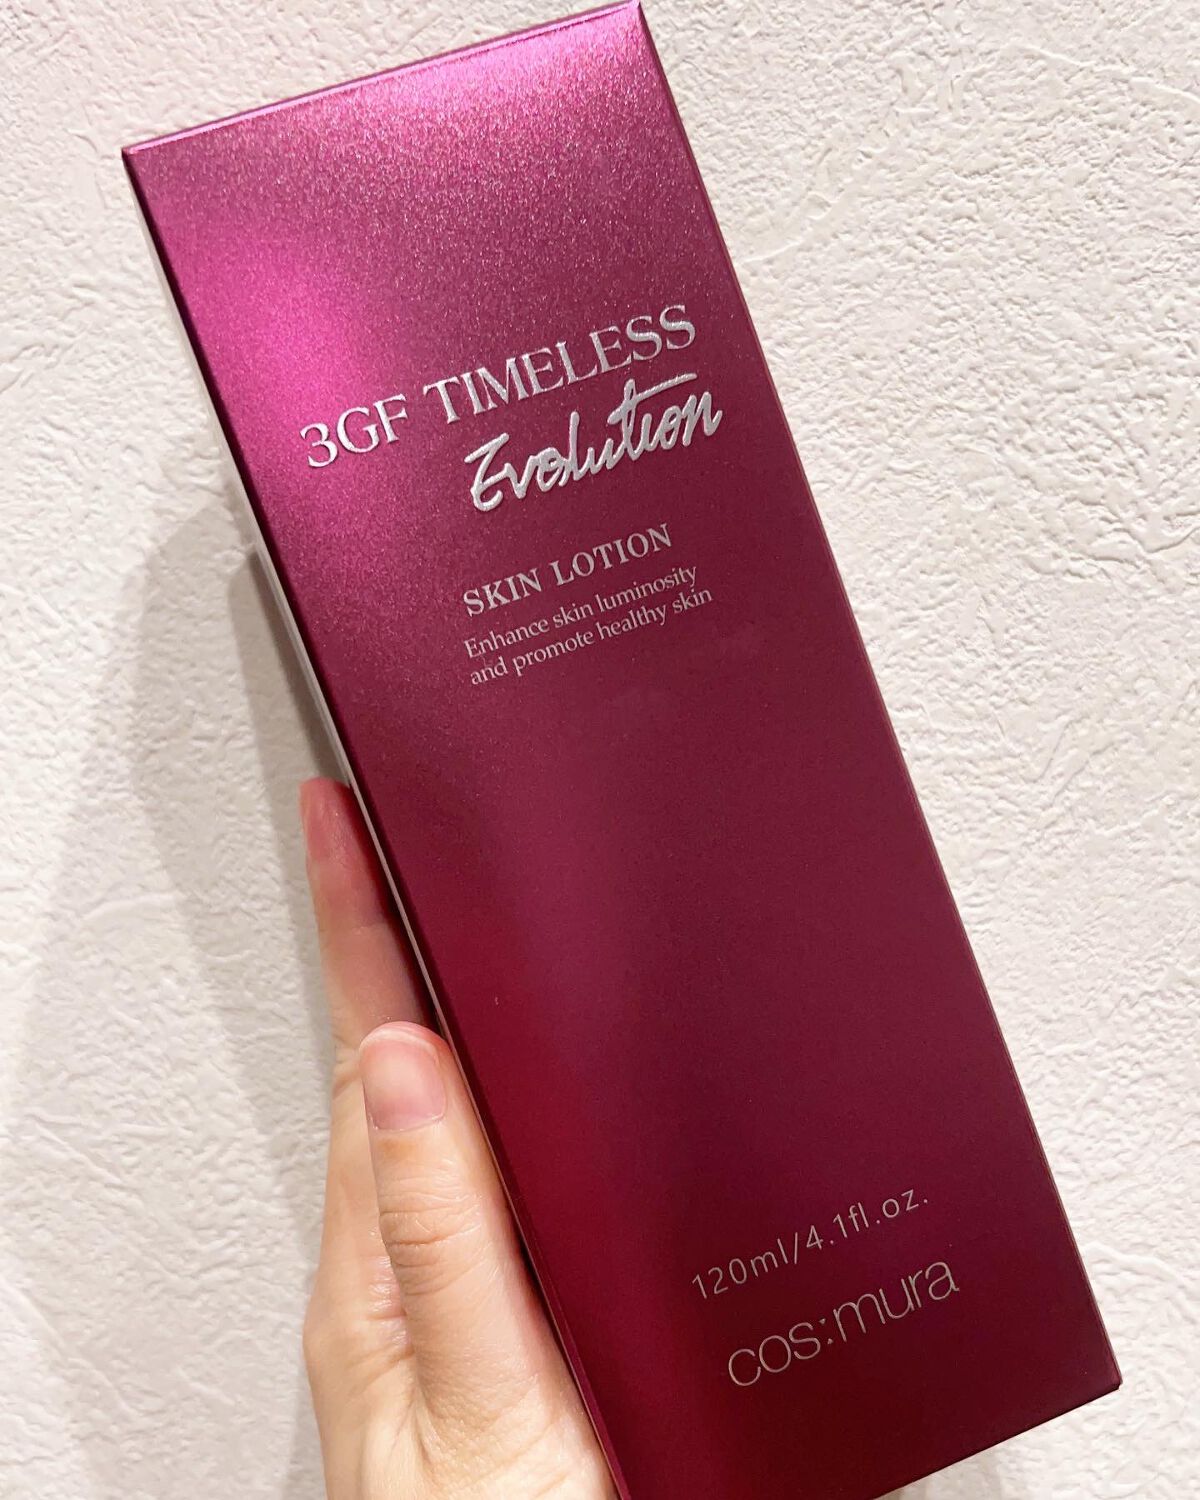 3GF TIMELESS
Evolution
SKIN LOTION
Enhance skin luminosity
and promote healthy skin
120ml/4.1fl.oz.
cos:mura